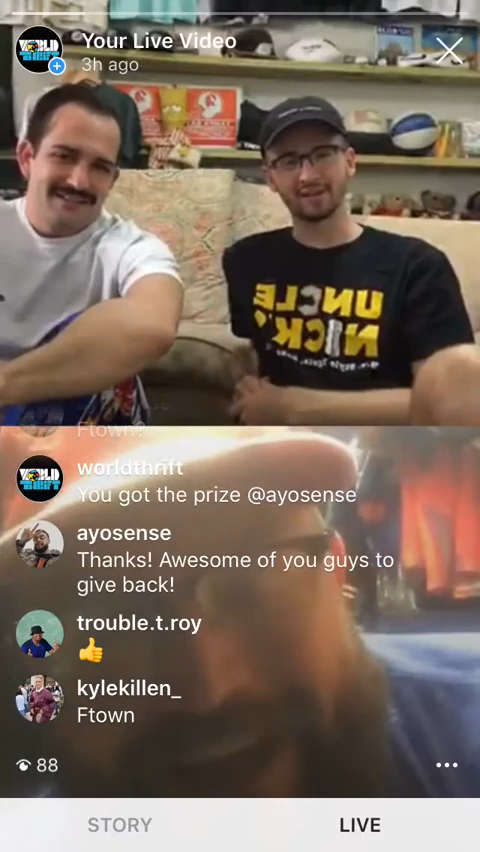 Your Live Video
3h ago
UNCLE
NICK'S
Ftown?
worldthrift
You got the prize @ayosense
ayosense
Thanks! Awesome of you guys to
give back!
trouble.t.roy
👍
kylekillen_
Ftown
88
STORY
LIVE